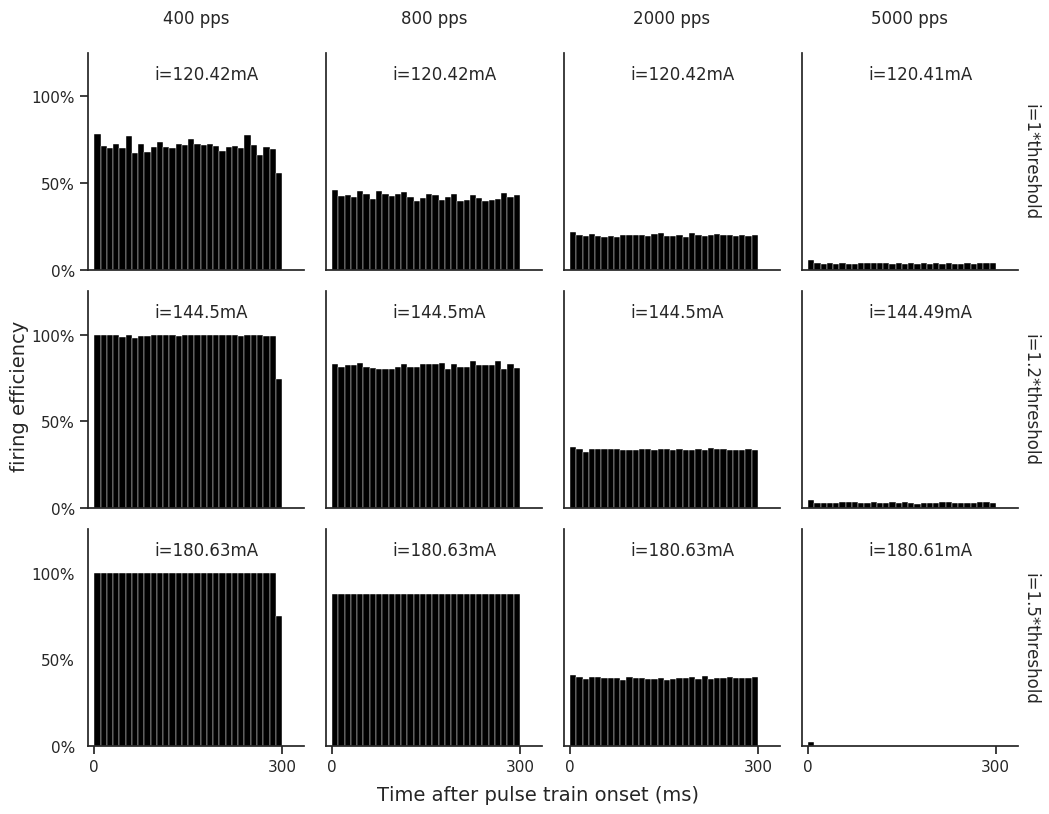 400 pps
800 pps
2000 pps
5000 pps
i=120.42mA
i=120.42mA
i=120.42mA
i=120.41mA
100%
50%
0%
i=1*threshold
i=144.5mA
i=144.5mA
i=144.5mA
i=144.49mA
100%
50%
0%
i=1.2*threshold
firing efficiency
i=180.63mA
i=180.63mA
i=180.63mA
i=180.61mA
100%
50%
0%
i=1.5*threshold
0
300
0
300
0
300
0
300
Time after pulse train onset (ms)